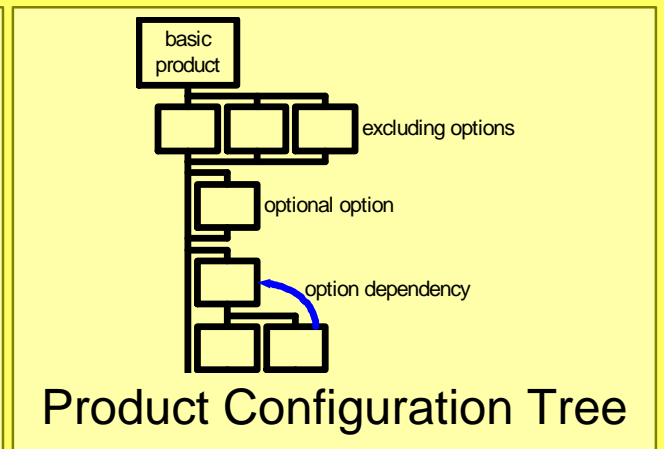 basic
product
excluding options
optional option
option dependency
Product Configuration Tree